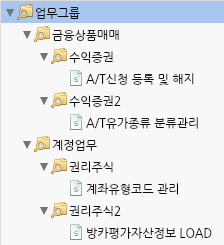 업무그룹
금융상품매매
수익증권
A/T신청 등록 및 해지
수익증권2
A/T유가종류 분류관리
계정업무
권리주식
계좌유형코드 관리
권리주식2
방카평가자산정보 LOAD